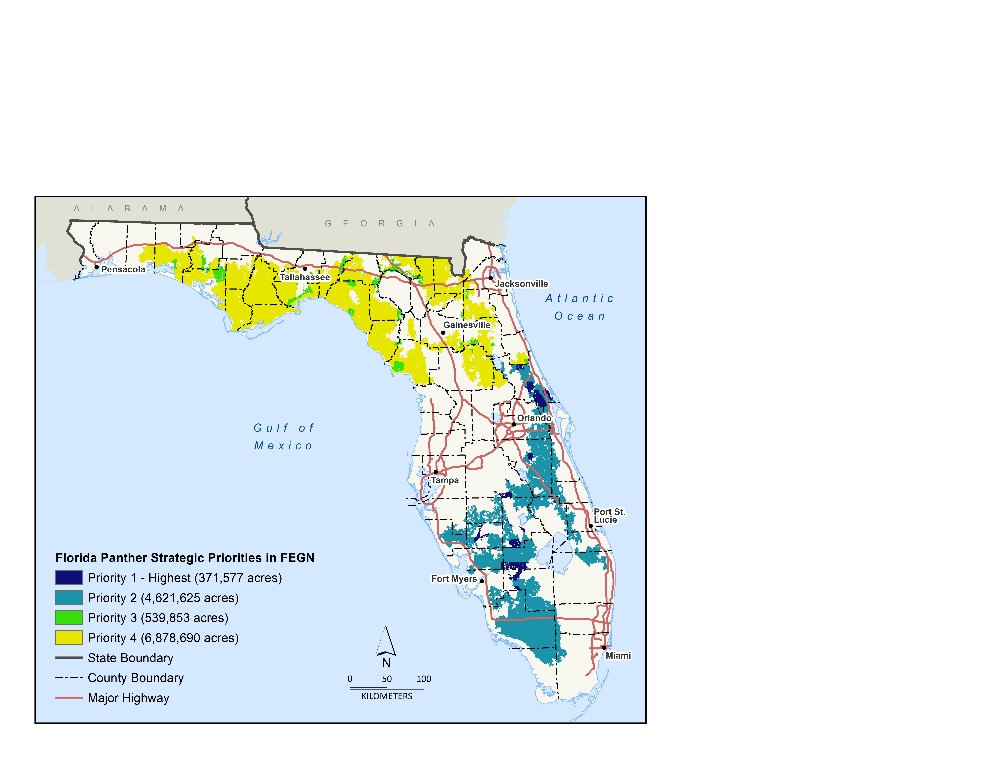 A L A B A M A
G E O R G I A
Pensacola
Tallahassee
Jacksonville
Atlantic
Ocean
Gainesville
Orlando
Gulf of
Mexico
Tampa
Port St.
Lucie
Florida Panther Strategic Priorities in FEGN
Priority 1 - Highest (371,577 acres)
Fort Myers
Priority 2 (4,621,625 acres)
Priority 3 (539,853 acres)
Priority 4 (6,878,690 acres)
State Boundary
Miami
N
County Boundary
0 50 100
KILOMETERS
Major Highway